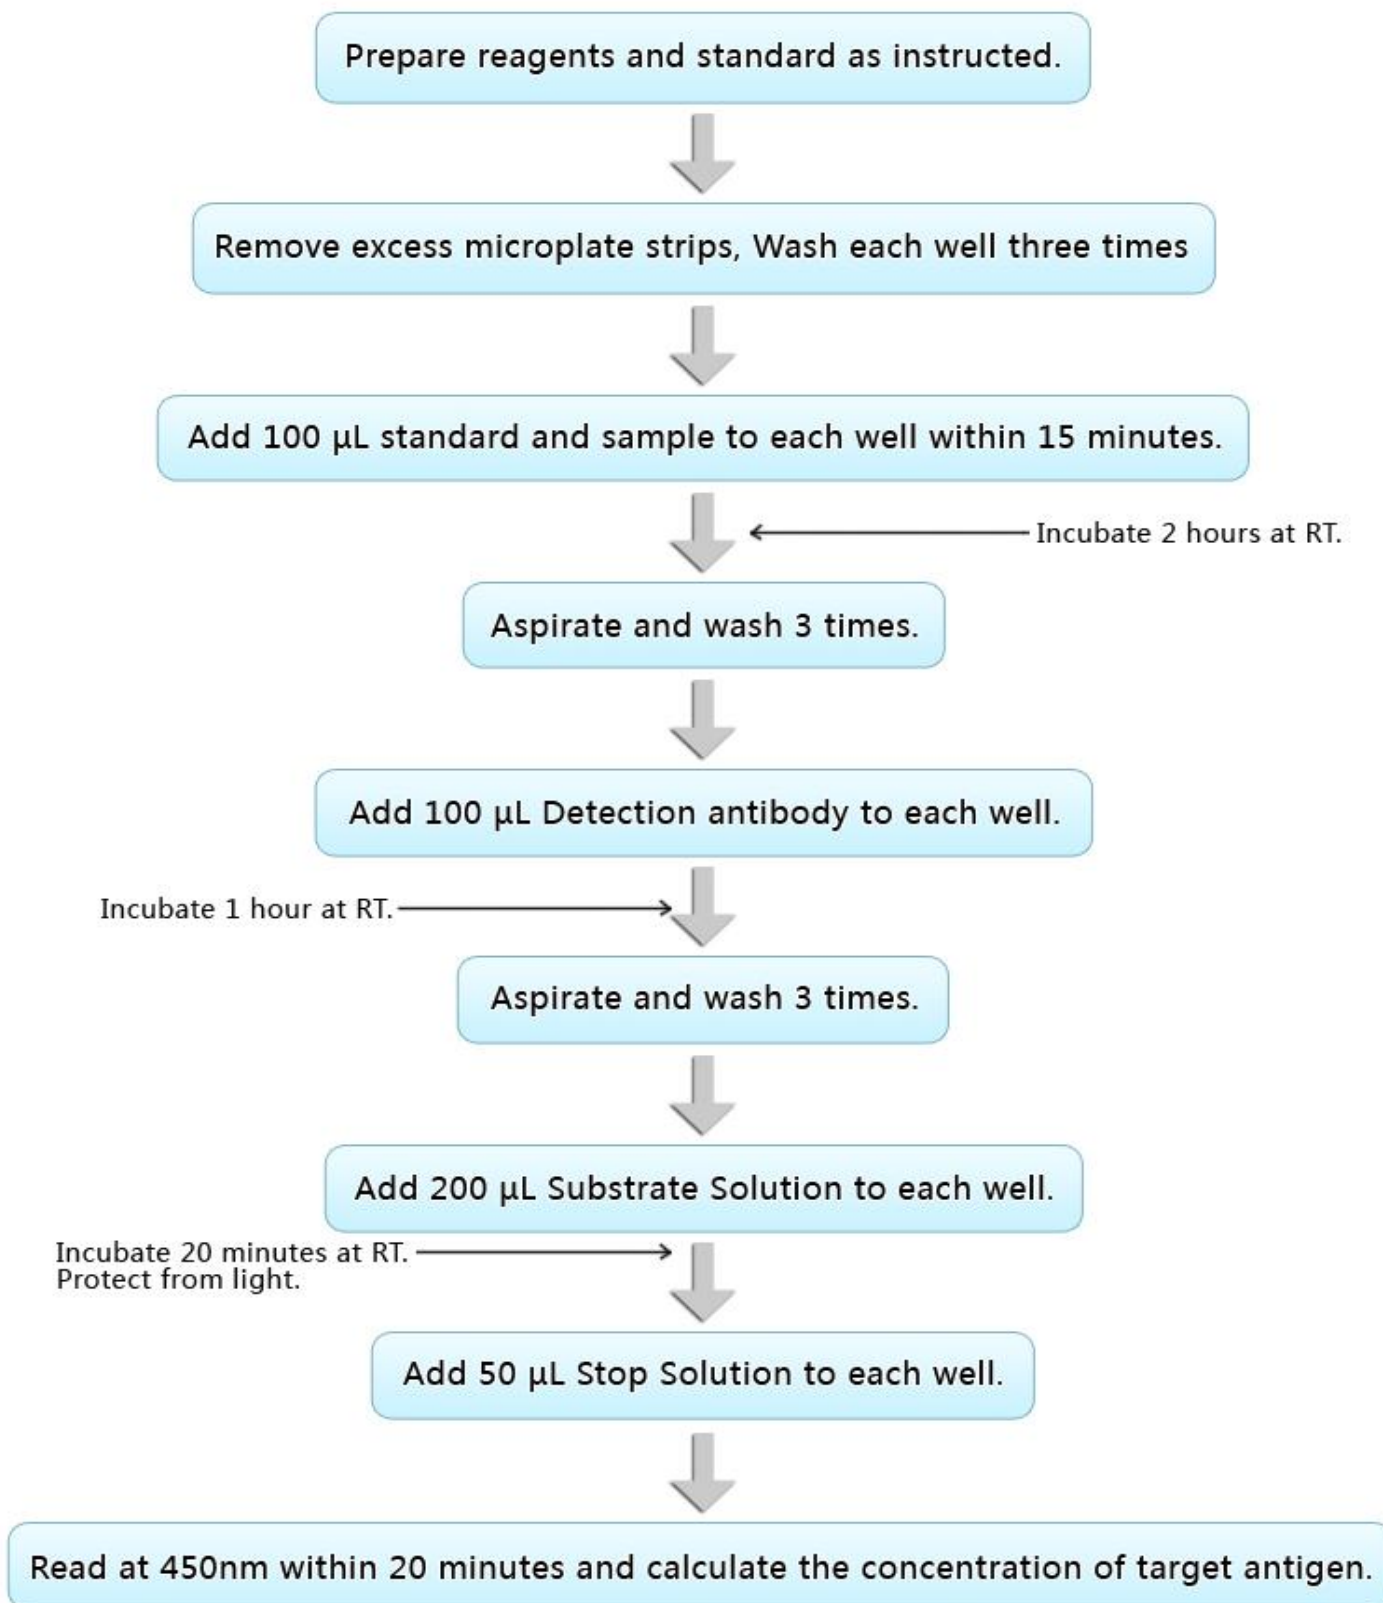 Prepare reagents and standard as instructed.
Remove excess microplate strips, Wash each well three times
Add 100 µL standard and sample to each well within 15 minutes.
Incubate 2 hours at RT.
Aspirate and wash 3 times.
Add 100 µL Detection antibody to each well.
Incubate 1 hour at RT.
Aspirate and wash 3 times.
Add 200 µL Substrate Solution to each well.
Incubate 20 minutes at RT.
Protect from light.
Add 50 µL Stop Solution to each well.
Read at 450nm within 20 minutes and calculate the concentration of target antigen.